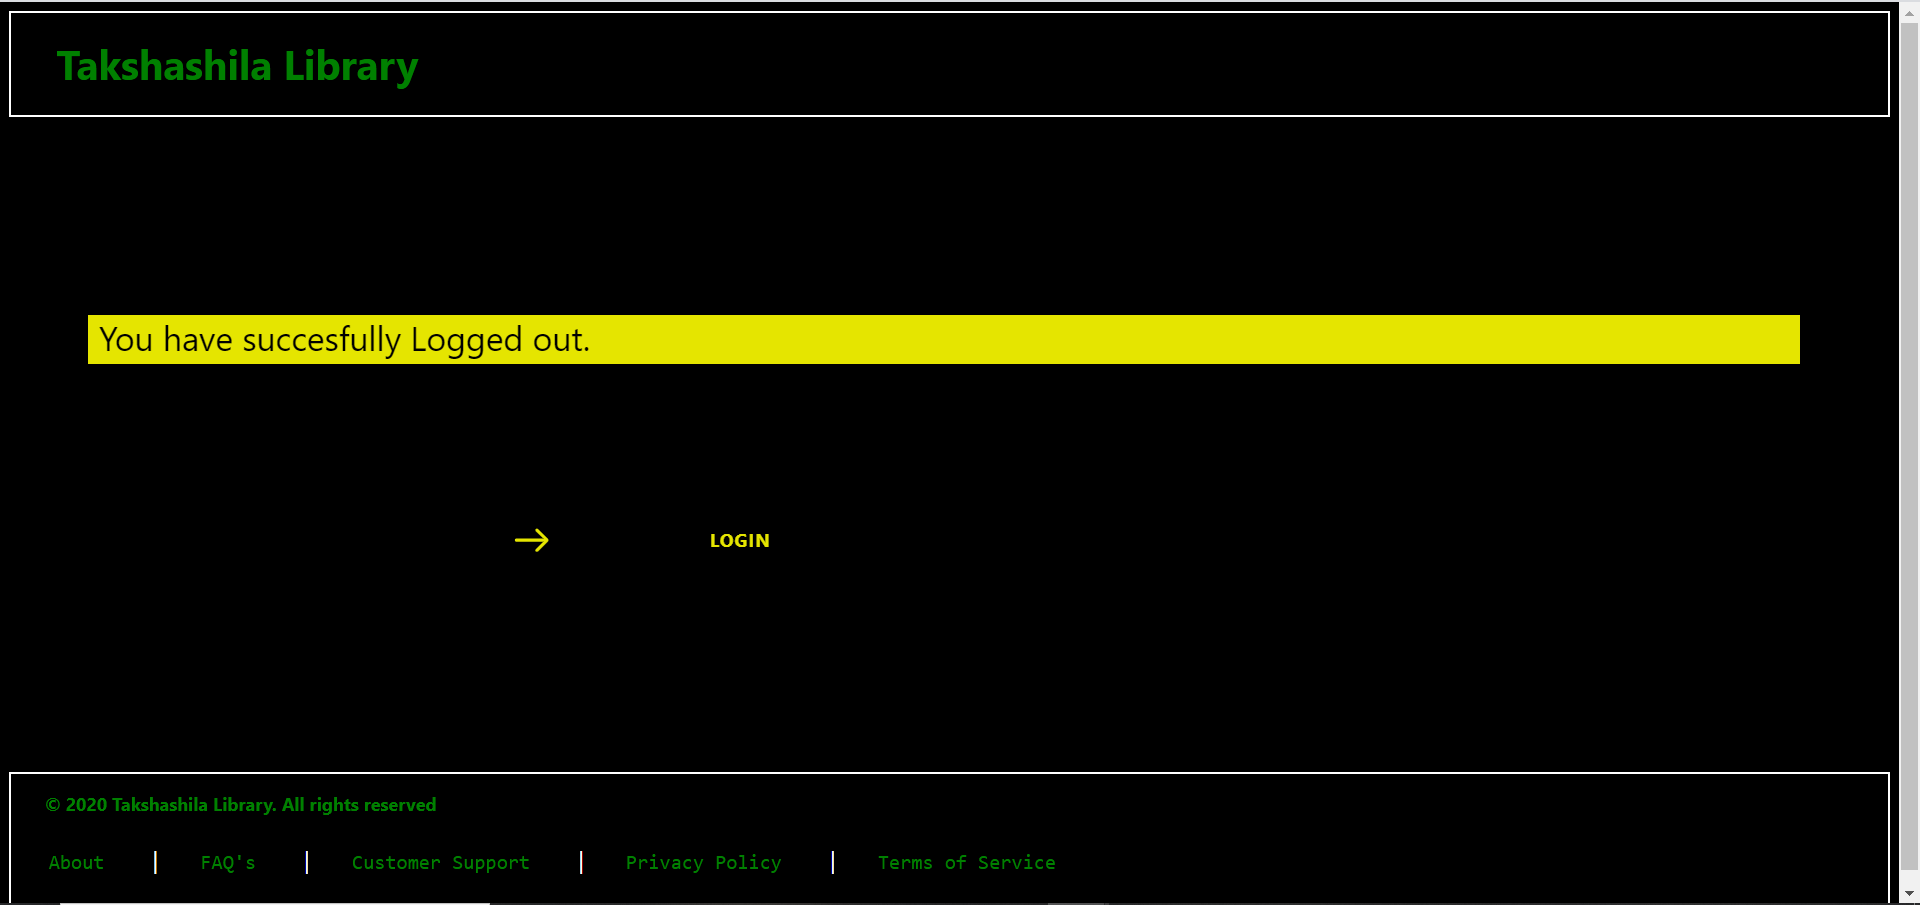 Takshashila Library
You have succesfully Logged out.
LOGIN
© 2020 Takshashila Library. All rights reserved
About | FAQ's | Customer Support | Privacy Policy | Terms of Service